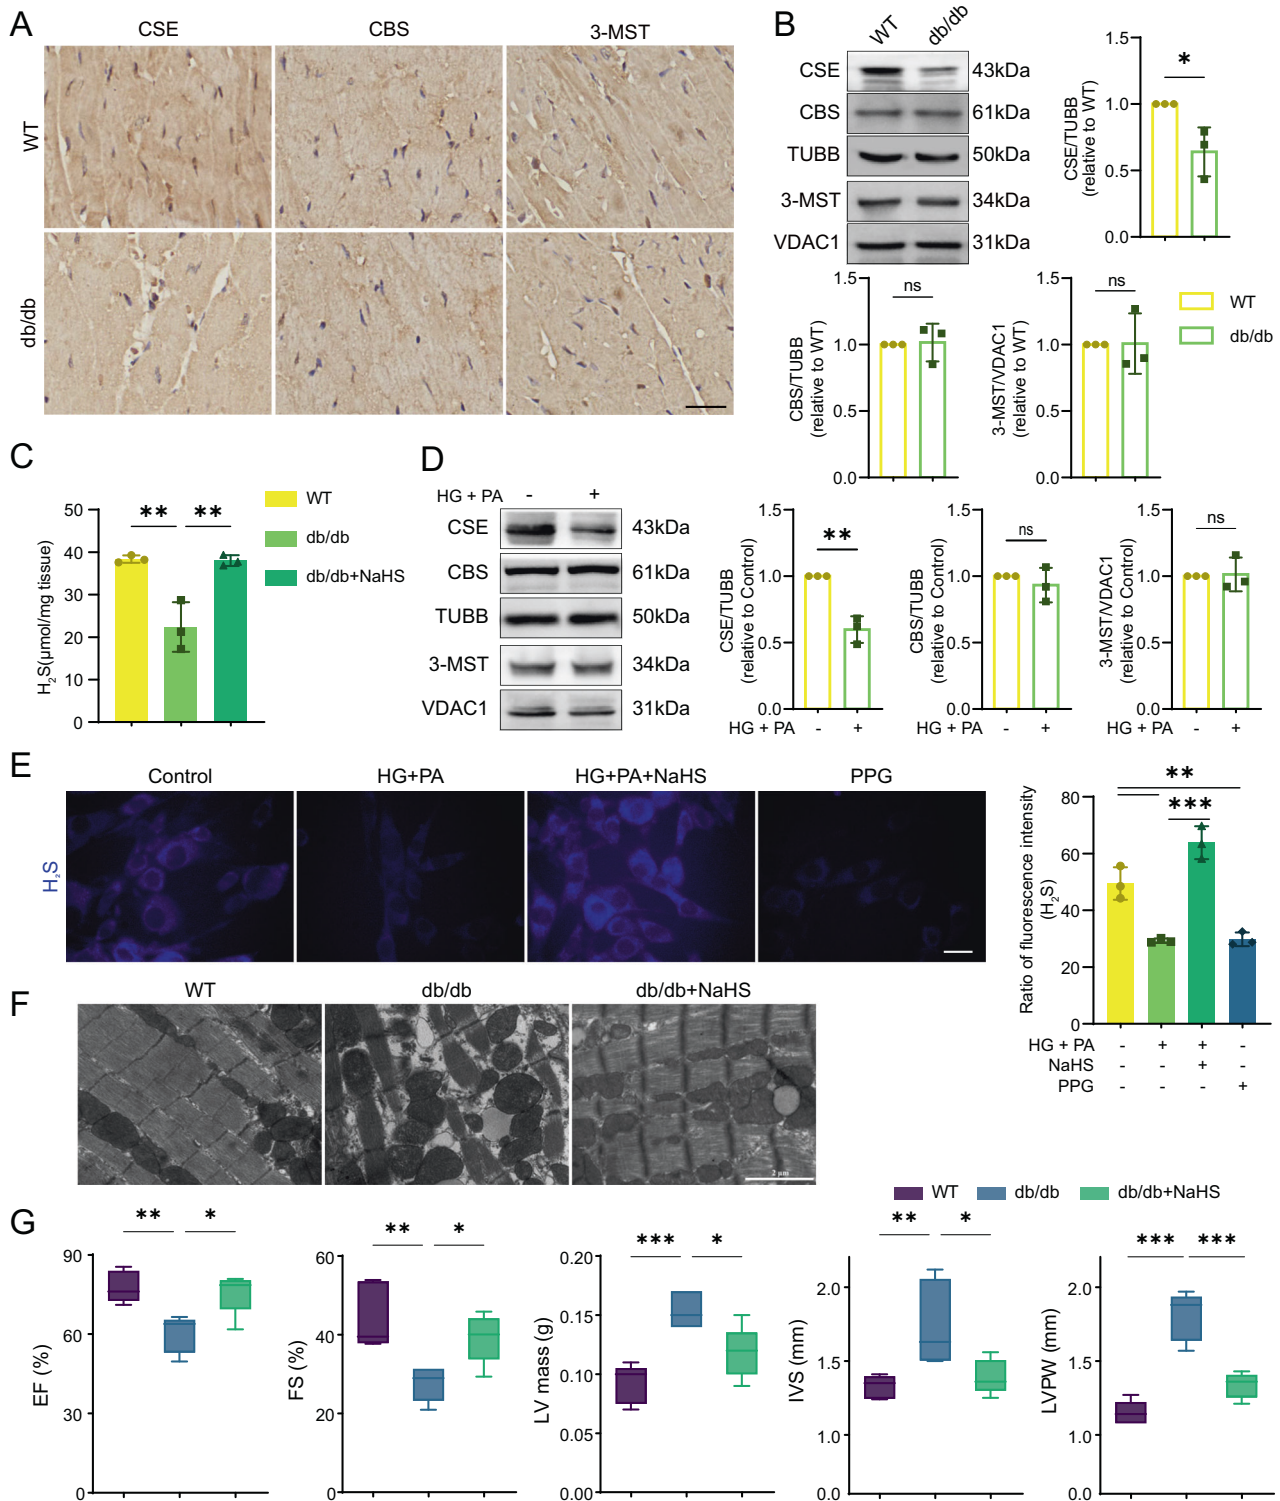 A
CSE
CBS
3-MST
WT
db/db
B
WT
db/db
CSE
43kDa
CBS
61kDa
TUBB
50kDa
3-MST
34kDa
VDAC1
31kDa
CSE/TUBB
(relative to WT)
1.5
1.0
0.5
0.0
*
CBS/TUBB
(relative to WT)
1.5
1.0
0.5
0.0
ns
3-MST/VDAC1
(relative to WT)
1.5
1.0
0.5
0.0
ns
WT
db/db
C
H₂S(μmol/mg tissue)
50
40
30
20
10
0
** **
WT
db/db
db/db+NaHS
D
HG + PA - +
CSE
43kDa
CBS
61kDa
TUBB
50kDa
3-MST
34kDa
VDAC1
31kDa
CSE/TUBB
(relative to Control)
1.5
1.0
0.5
0.0
**
HG + PA - +
CBS/TUBB
(relative to Control)
1.5
1.0
0.5
0.0
ns
HG + PA - +
3-MST/VDAC1
(relative to Control)
1.5
1.0
0.5
0.0
ns
HG + PA - +
E
Control
HG+PA
HG+PA+NaHS
PPG
H₂S
Ratio of fluorescence intensity
(H₂S)
80
60
40
20
0
**
***
HG + PA - + + -
NaHS - - + -
PPG - - - +
F
WT
db/db
db/db+NaHS
2 μm
G
WT
db/db
db/db+NaHS
EF (%)
90
60
30
0
** *
FS (%)
60
40
20
0
** *
LV mass (g)
0.20
0.15
0.10
0.05
0.00
*** *
IVS (mm)
2.0
1.5
1.0
0.0
** *
LVPW (mm)
2.0
1.5
1.0
0.0
*** ***